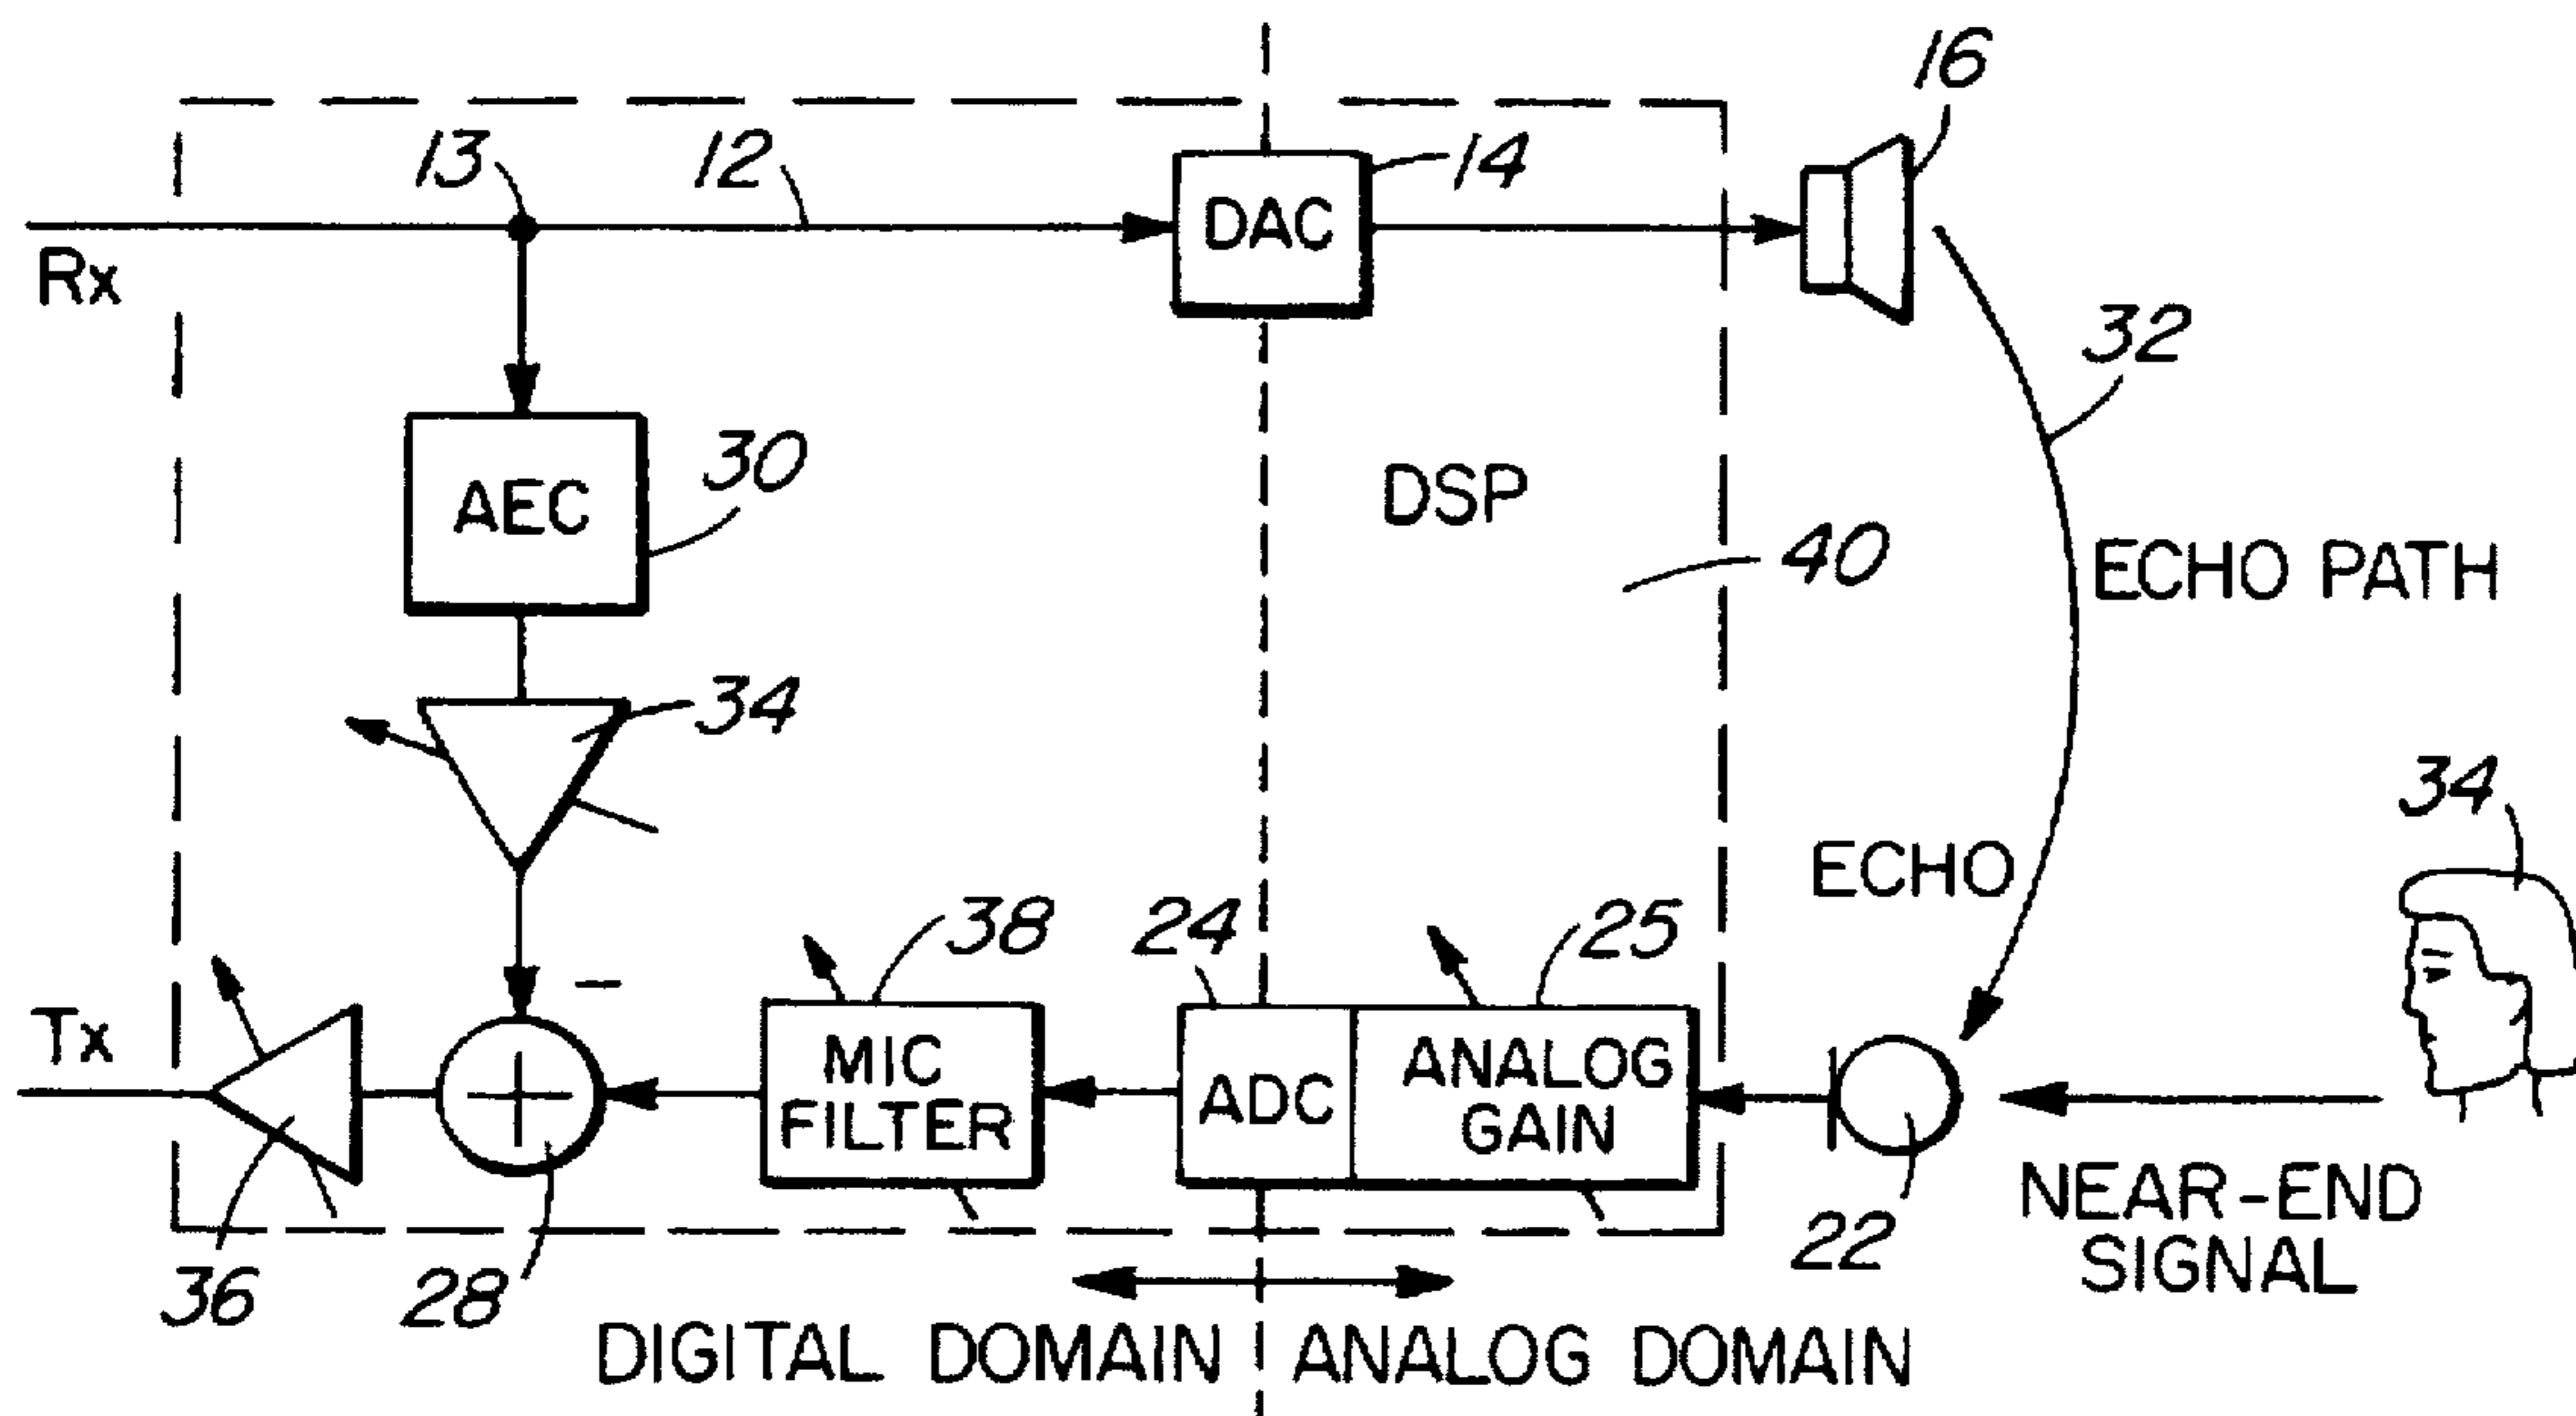 16
13
12
14
DAC
Rx
32
AEC
30
DSP
40
ECHO PATH
34
34
ECHO
38
24
25
-
Tx
MIC
FILTER
ADC
ANALOG
GAIN
NEAR-END
SIGNAL
22
36
28
DIGITAL DOMAIN
ANALOG DOMAIN